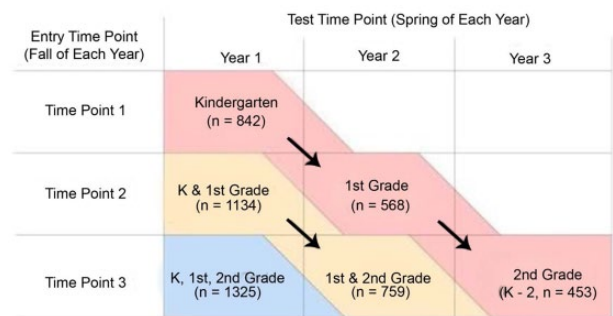 Test Time Point (Spring of Each Year)
Entry Time Point
(Fall of Each Year)
Year 1
Year 2
Year 3
Time Point 1
Kindergarten
(n = 842)
Time Point 2
K & 1st Grade
(n = 1134)
1st Grade
(n = 568)
Time Point 3
K, 1st, 2nd Grade
(n = 1325)
1st & 2nd Grade
(n = 759)
2nd Grade
(K - 2, n = 453)